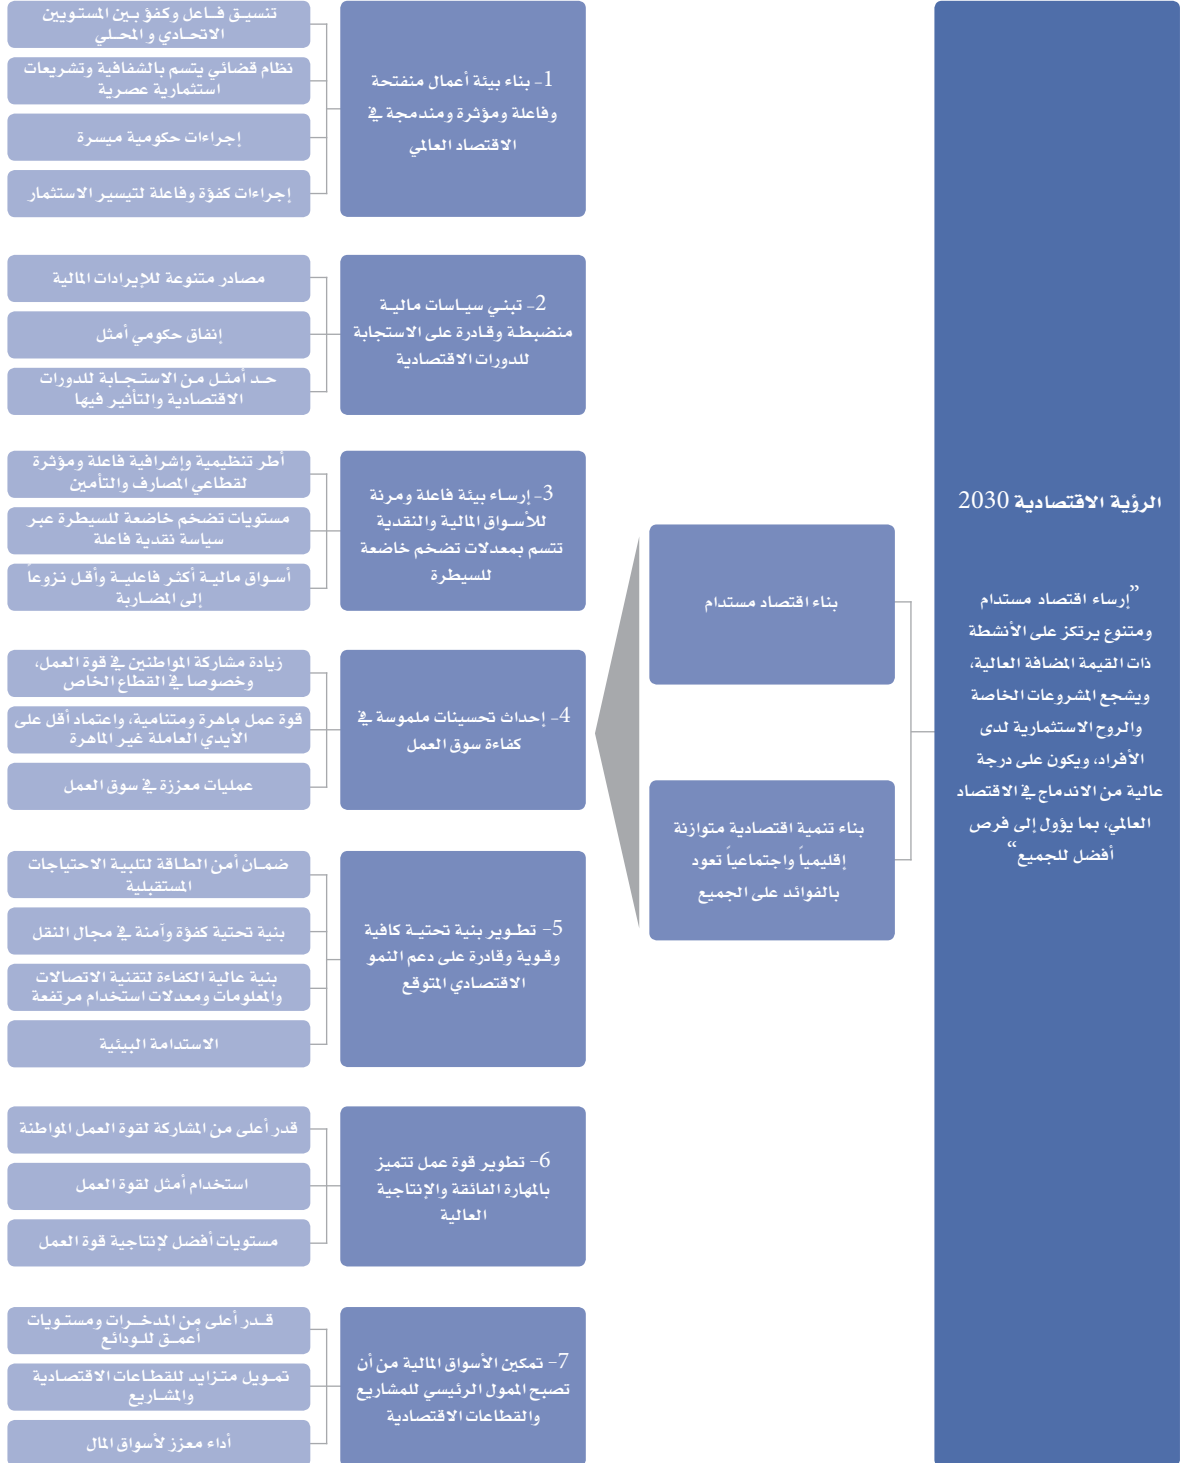 الرؤية الاقتصادية 2030
”إرساء اقتصاد مستدام
ومتنوع يرتكز على الأنشطة
ذات القيمة المضافة العالية،
ويشجع المشروعات الخاصة
والروح الاستثمارية لدى
الأفراد، ويكون على درجة
عالية من الاندماج في الاقتصاد
العالمي، بما يؤول إلى فرص
أفضل للجميع“
بناء اقتصاد مستدام
بناء تنمية اقتصادية متوازنة
إقليمياً واجتماعياً تعود
بالفوائد على الجميع
1- بناء بيئة أعمال منفتحة
وفاعلة ومؤثرة ومندمجة في
الاقتصاد العالمي
تنسيق فاعل وكفؤ بين المستويين
الاتحادي و المحلي
نظام قضائي يتسم بالشفافية وتشريعات
استثمارية عصرية
إجراءات حكومية ميسرة
إجراءات كفؤة وفاعلة لتيسير الاستثمار
2- تبني سياسات مالية
منضبطة وقادرة على الاستجابة
للدورات الاقتصادية
مصادر متنوعة للإيرادات المالية
إنفاق حكومي أمثل
حد أمثل من الاستجابة للدورات
الاقتصادية والتأثير فيها
3- إرساء بيئة فاعلة ومرنة
للأسواق المالية والنقدية
تتسم بمعدلات تضخم خاضعة
للسيطرة
أطر تنظيمية وإشرافية فاعلة ومؤثرة
لقطاعي المصارف والتأمين
مستويات تضخم خاضعة للسيطرة عبر
سياسة نقدية فاعلة
أسواق مالية أكثر فاعلية وأقل نزوعاً
إلى المضاربة
4- إحداث تحسينات ملموسة في
كفاءة سوق العمل
زيادة مشاركة المواطنين في قوة العمل،
وخصوصا في القطاع الخاص
قوة عمل ماهرة ومتنامية، واعتماد أقل على
الأيدي العاملة غير الماهرة
عمليات معززة في سوق العمل
5- تطوير بنية تحتية كافية
وقوية وقادرة على دعم النمو
الاقتصادي المتوقع
ضمان أمن الطاقة لتلبية الاحتياجات
المستقبلية
بنية تحتية كفؤة وآمنة في مجال النقل
بنية عالية الكفاءة لتقنية الاتصالات
والمعلومات ومعدلات استخدام مرتفعة
الاستدامة البيئية
6- تطوير قوة عمل تتميز
بالمهارة الفائقة والإنتاجية
العالية
قدر أعلى من المشاركة لقوة العمل المواطنة
استخدام أمثل لقوة العمل
مستويات أفضل لإنتاجية قوة العمل
7- تمكين الأسواق المالية من أن
تصبح الممول الرئيسي للمشاريع
والقطاعات الاقتصادية
قدر أعلى من المدخرات ومستويات
أعمق للودائع
تمويل متزايد للقطاعات الاقتصادية
والمشاريع
أداء معزز لأسواق المال